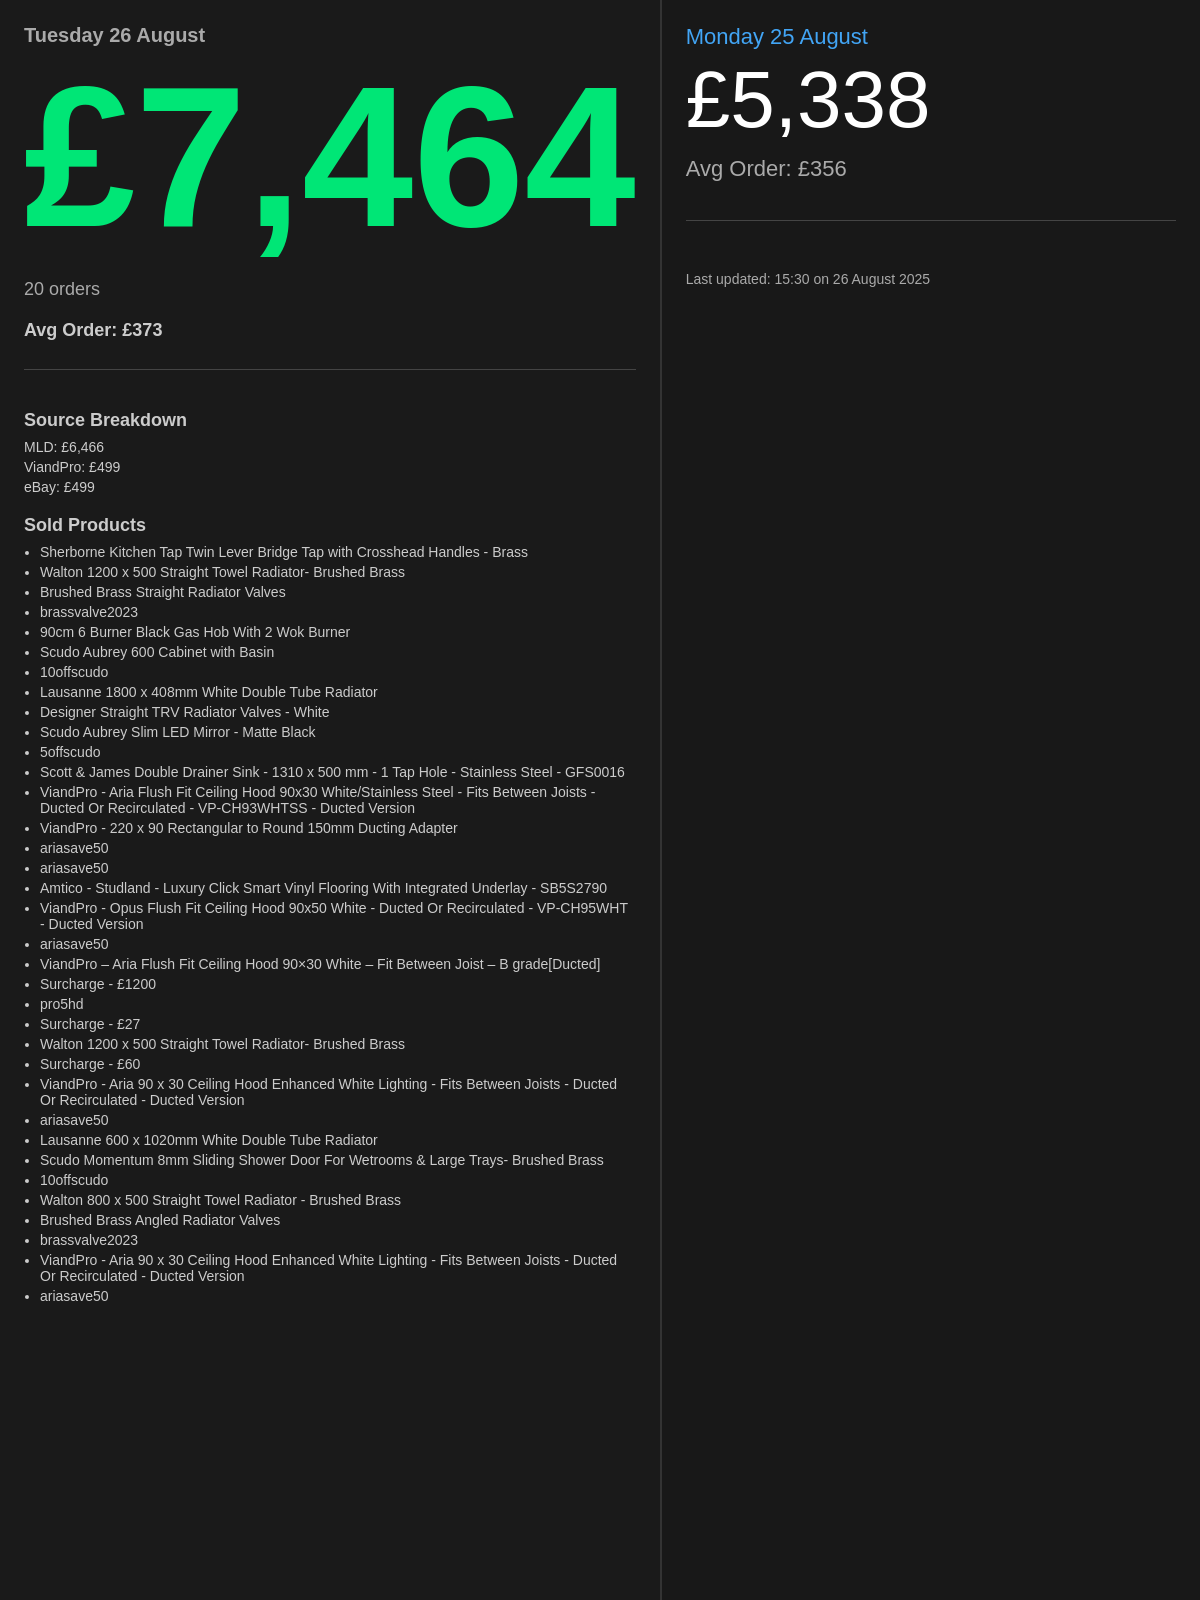 Tuesday 26 August
£7,464
20 orders
Avg Order: £373
Source Breakdown
MLD: £6,466
ViandPro: £499
eBay: £499
Sold Products
Sherborne Kitchen Tap Twin Lever Bridge Tap with Crosshead Handles - Brass
Walton 1200 x 500 Straight Towel Radiator- Brushed Brass
Brushed Brass Straight Radiator Valves
brassvalve2023
90cm 6 Burner Black Gas Hob With 2 Wok Burner
Scudo Aubrey 600 Cabinet with Basin
10offscudo
Lausanne 1800 x 408mm White Double Tube Radiator
Designer Straight TRV Radiator Valves - White
Scudo Aubrey Slim LED Mirror - Matte Black
5offscudo
Scott & James Double Drainer Sink - 1310 x 500 mm - 1 Tap Hole - Stainless Steel - GFS0016
ViandPro - Aria Flush Fit Ceiling Hood 90x30 White/Stainless Steel - Fits Between Joists -
Ducted Or Recirculated - VP-CH93WHTSS - Ducted Version
ViandPro - 220 x 90 Rectangular to Round 150mm Ducting Adapter
ariasave50
ariasave50
Amtico - Studland - Luxury Click Smart Vinyl Flooring With Integrated Underlay - SB5S2790
ViandPro - Opus Flush Fit Ceiling Hood 90x50 White - Ducted Or Recirculated - VP-CH95WHT
- Ducted Version
ariasave50
ViandPro – Aria Flush Fit Ceiling Hood 90×30 White – Fit Between Joist – B grade[Ducted]
Surcharge - £1200
pro5hd
Surcharge - £27
Walton 1200 x 500 Straight Towel Radiator- Brushed Brass
Surcharge - £60
ViandPro - Aria 90 x 30 Ceiling Hood Enhanced White Lighting - Fits Between Joists - Ducted
Or Recirculated - Ducted Version
ariasave50
Lausanne 600 x 1020mm White Double Tube Radiator
Scudo Momentum 8mm Sliding Shower Door For Wetrooms & Large Trays- Brushed Brass
10offscudo
Walton 800 x 500 Straight Towel Radiator - Brushed Brass
Brushed Brass Angled Radiator Valves
brassvalve2023
ViandPro - Aria 90 x 30 Ceiling Hood Enhanced White Lighting - Fits Between Joists - Ducted
Or Recirculated - Ducted Version
ariasave50
Monday 25 August
£5,338
Avg Order: £356
Last updated: 15:30 on 26 August 2025